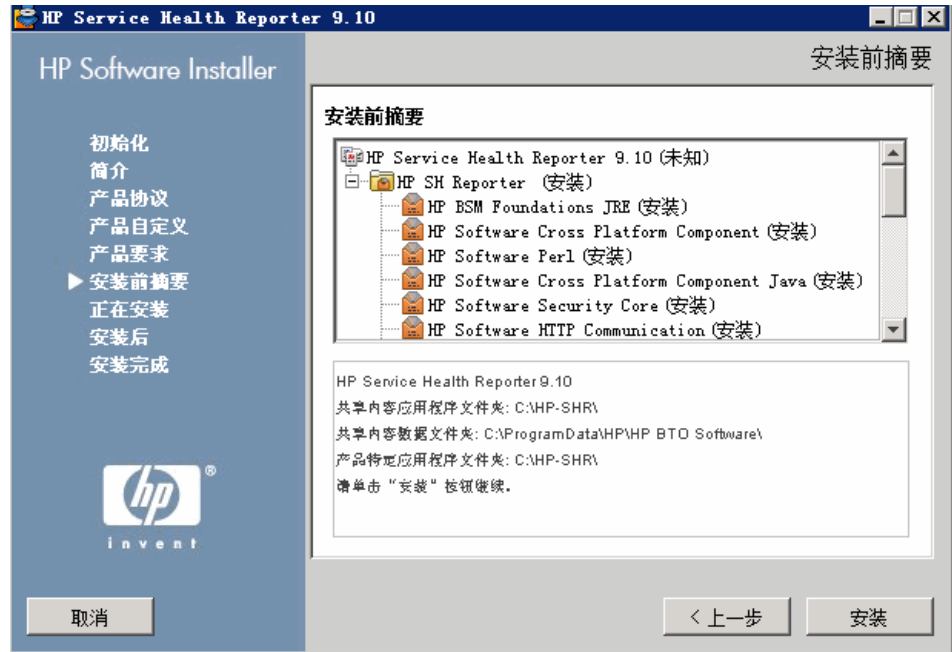 HP Service Health Reporter 9.10
HP Software Installer
安装前摘要
初始化
简介
产品协议
产品自定义
产品要求
安装前摘要
正在安装
安装后
安装完成
hp
®
invent
安装前摘要
HP Service Health Reporter 9.10 (未知)
HP SH Reporter (安装)
HP BSM Foundations JRE (安装)
HP Software Cross Platform Component (安装)
HP Software Perl (安装)
HP Software Cross Platform Component Java (安装)
HP Software Security Core (安装)
HP Software HTTP Communication (安装)
HP Service Health Reporter 9.10
共享内容应用程序文件夹: C:\HP-SHR\
共享内容数据文件夹: C:\ProgramData\HP\HP BTO Software\
产品特定应用程序文件夹: C:\HP-SHR\
请单击“安装”按钮继续.
取消
< 上一步
安装